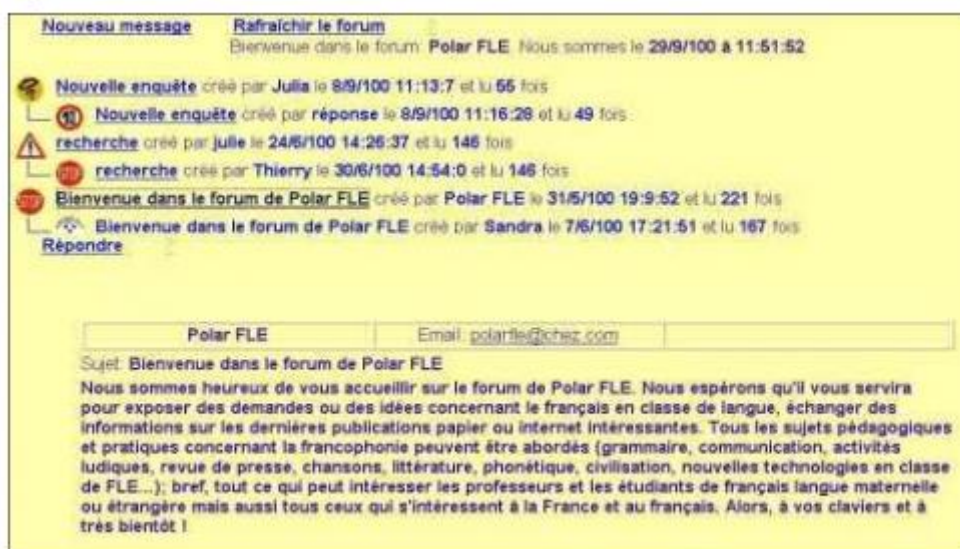 Nouveau message Rafraîchir le forum
Bienvenue dans le forum Polar FLE Nous sommes le 29/9/100 à 11:51:52
Nouvelle enquête créé par Julia le 8/9/100 11:13:7 et lu 55 fois
Nouvelle enquête créé par réponse le 8/9/100 11:16:28 et lu 49 fois
recherche créé par julie le 24/6/100 14:26:37 et lu 146 fois
recherche créé par Thierry le 30/6/100 14:54:0 et lu 146 fois
Bienvenue dans le forum de Polar FLE créé par Polar FLE le 31/5/100 19:9:52 et lu 221 fois
Bienvenue dans le forum de Polar FLE créé par Sandra le 7/6/100 17:21:51 et lu 167 fois
Répondre
Polar FLE Email: polarfle@chez.com
Sujet: Bienvenue dans le forum de Polar FLE
Nous sommes heureux de vous accueillir sur le forum de Polar FLE. Nous espérons qu'il vous servira
pour exposer des demandes ou des idées concernant le français en classe de langue, échanger des
informations sur les dernières publications papier ou internet intéressantes. Tous les sujets pédagogiques
et pratiques concernant la francophonie peuvent être abordés (grammaire, communication, activités
ludiques, revue de presse, chansons, littérature, phonétique, civilisation, nouvelles technologies en classe
de FLE...); bref, tout ce qui peut intéresser les professeurs et les étudiants de français langue maternelle
ou étrangère mais aussi tous ceux qui s'intéressent à la France et au français. Alors, à vos claviers et à
très bientôt !